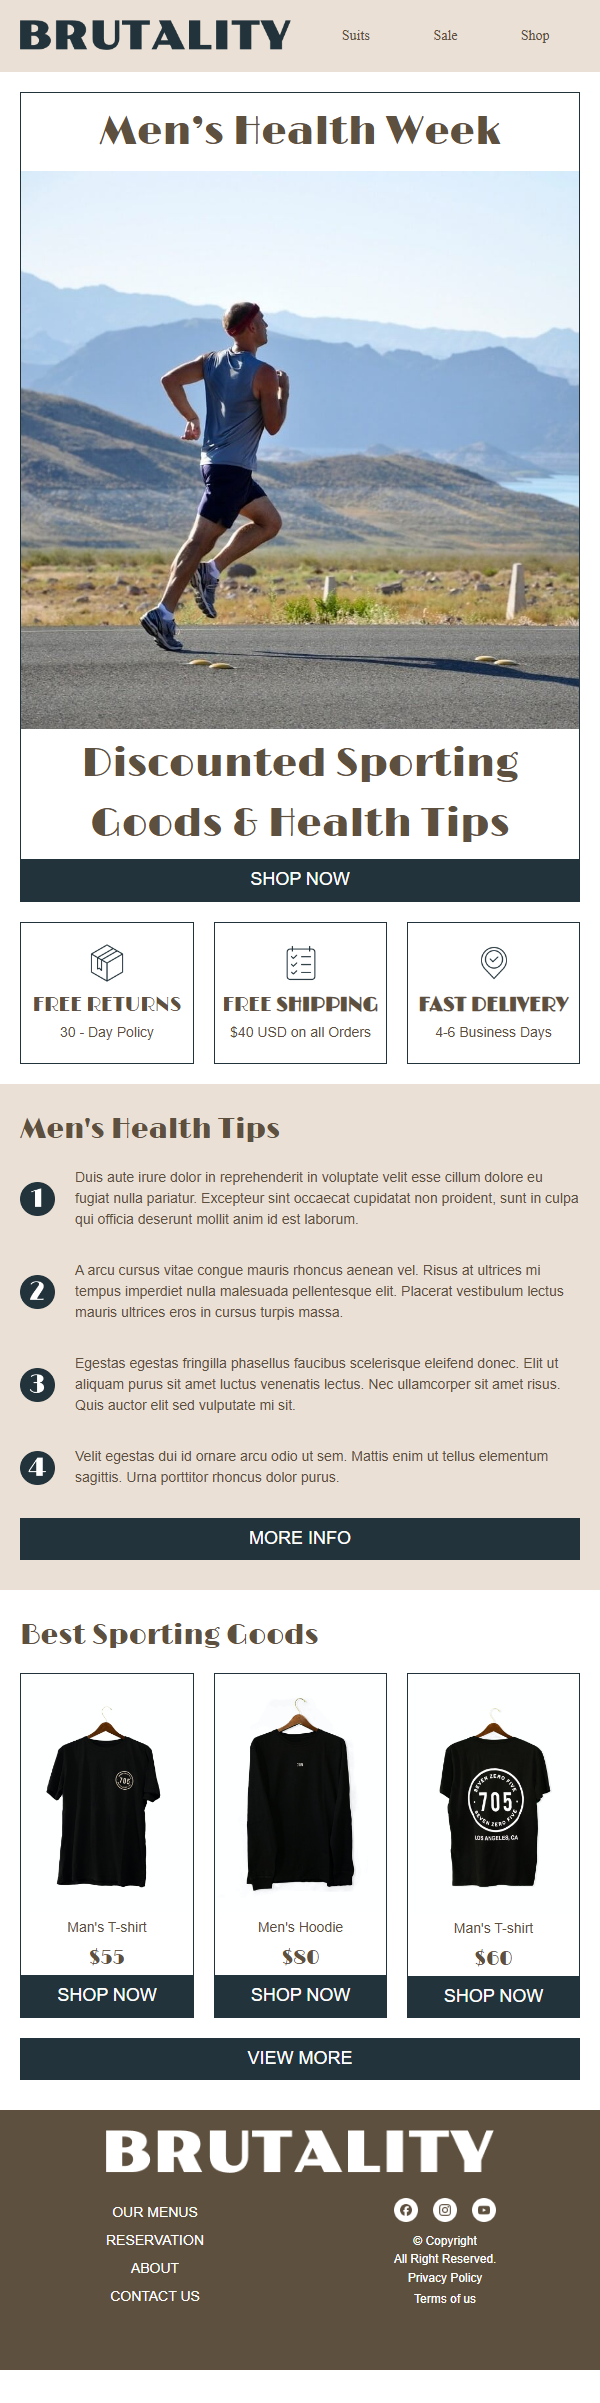 BRUTALITY
Suits
Sale
Shop
Men’s Health Week
Discounted Sporting
Goods & Health Tips
SHOP NOW
FREE RETURNS
30 - Day Policy
FREE SHIPPING
$40 USD on all Orders
FAST DELIVERY
4-6 Business Days
Men's Health Tips
1
Duis aute irure dolor in reprehenderit in voluptate velit esse cillum dolore eu
fugiat nulla pariatur. Excepteur sint occaecat cupidatat non proident, sunt in culpa
qui officia deserunt mollit anim id est laborum.
2
A arcu cursus vitae congue mauris rhoncus aenean vel. Risus at ultrices mi
tempus imperdiet nulla malesuada pellentesque elit. Placerat vestibulum lectus
mauris ultrices eros in cursus turpis massa.
3
Egestas egestas fringilla phasellus faucibus scelerisque eleifend donec. Elit ut
aliquam purus sit amet luctus venenatis lectus. Nec ullamcorper sit amet risus.
Quis auctor elit sed vulputate mi sit.
4
Velit egestas dui id ornare arcu odio ut sem. Mattis enim ut tellus elementum
sagittis. Urna porttitor rhoncus dolor purus.
MORE INFO
Best Sporting Goods
705
Man's T-shirt
$55
SHOP NOW
Men's Hoodie
$80
SHOP NOW
SEVEN ZERO FIVE
705
SEVEN ZERO FIVE
LOS ANGELES, CA
Man's T-shirt
$60
SHOP NOW
VIEW MORE
BRUTALITY
OUR MENUS
RESERVATION
ABOUT
CONTACT US
© Copyright
All Right Reserved.
Privacy Policy
Terms of us